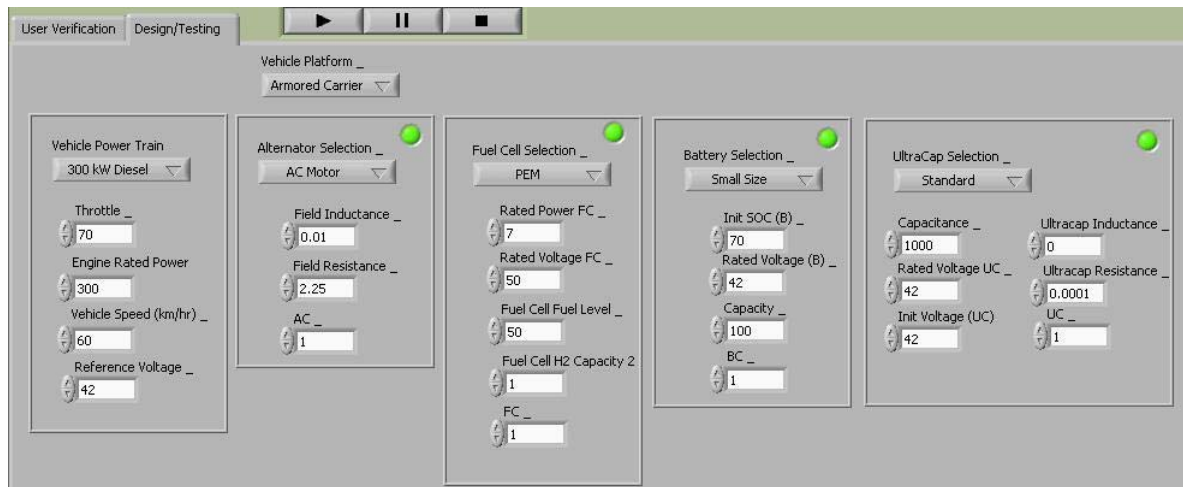 User Verification
Design/Testing
Vehicle Platform _
Armored Carrier
Vehicle Power Train
300 kW Diesel
Throttle _
70
Engine Rated Power
300
Vehicle Speed (km/hr) _
60
Reference Voltage _
42
Alternator Selection _
AC Motor
Field Inductance _
0.01
Field Resistance _
2.25
AC _
1
Fuel Cell Selection _
PEM
Rated Power FC _
7
Rated Voltage FC _
50
Fuel Cell Fuel Level _
50
Fuel Cell H2 Capacity 2
1
FC _
1
Battery Selection _
Small Size
Init SOC (B) _
70
Rated Voltage (B) _
42
Capacity _
100
BC _
1
UltraCap Selection _
Standard
Capacitance _
1000
Rated Voltage UC _
42
Init Voltage (UC)
42
Ultracap Inductance _
0
Ultracap Resistance _
0.0001
UC _
1